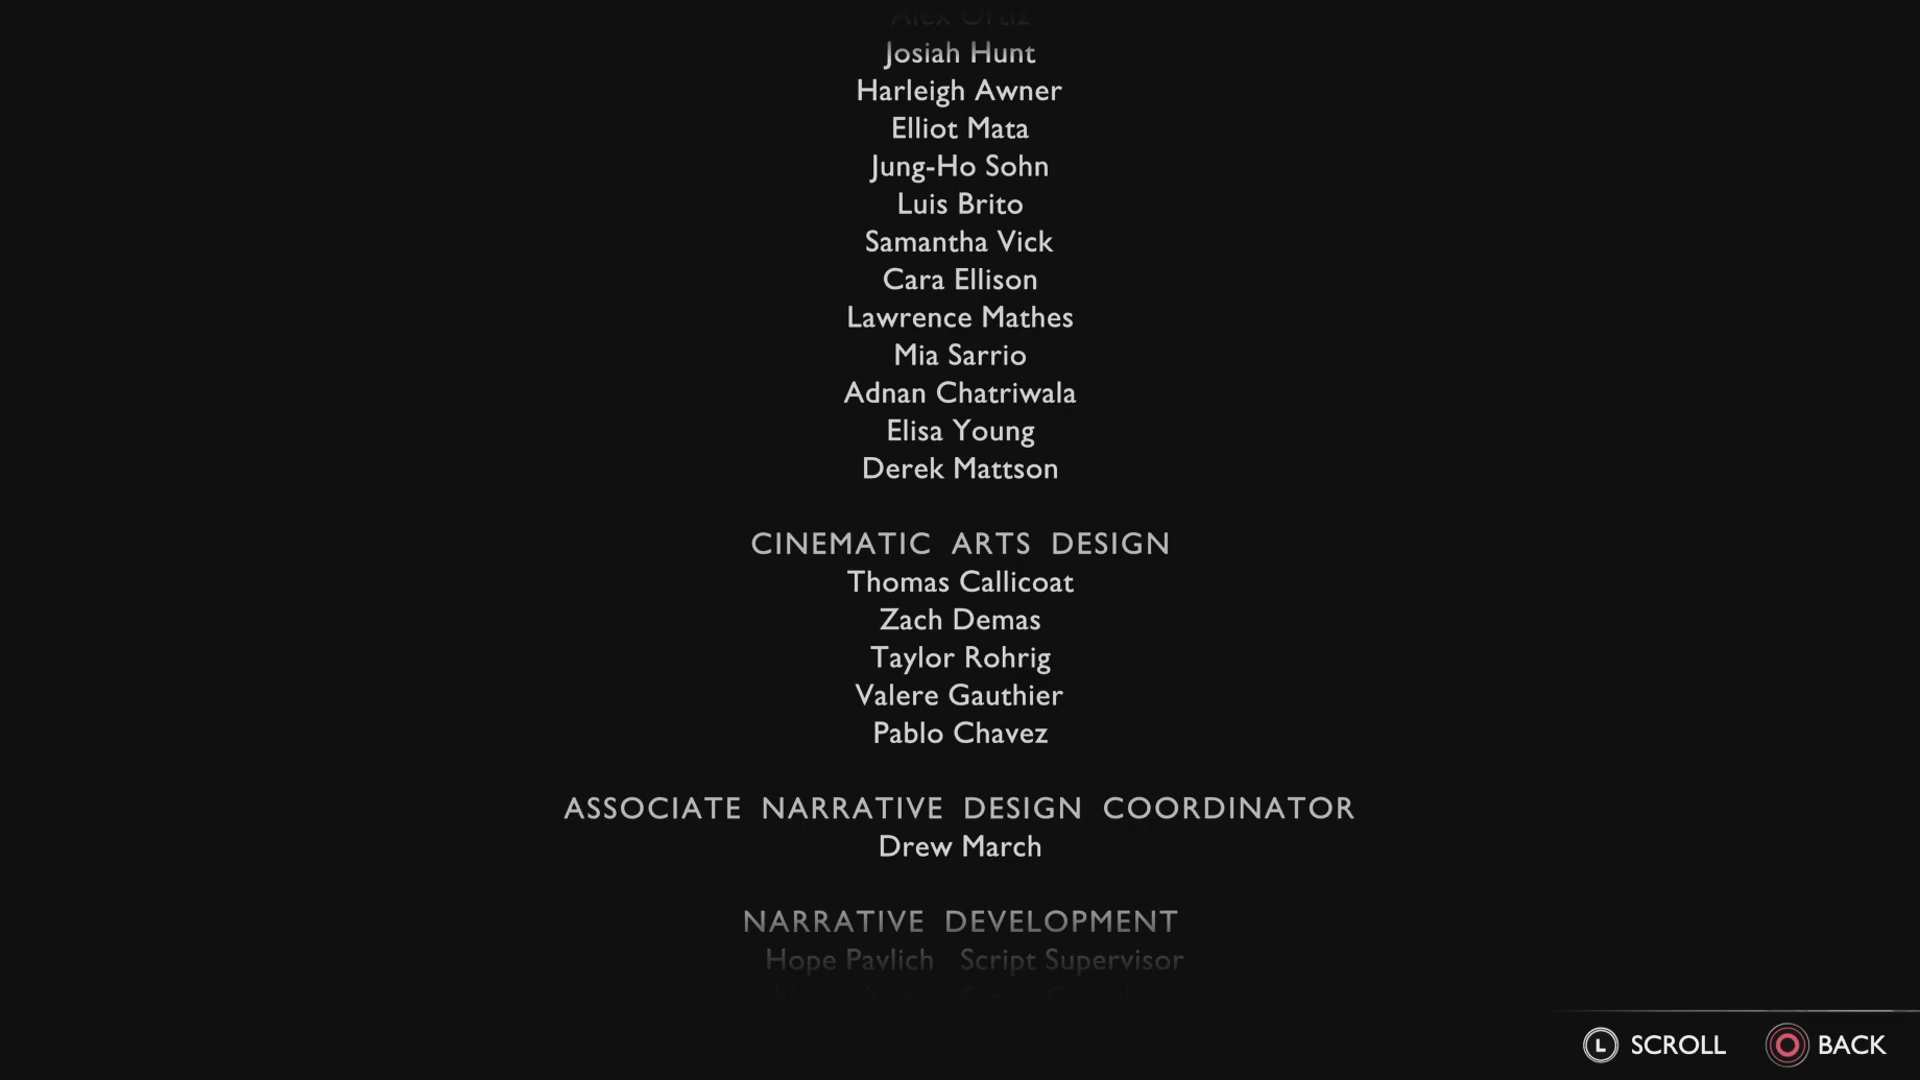 Alex Ortiz
Josiah Hunt
Harleigh Awner
Elliot Mata
Jung-Ho Sohn
Luis Brito
Samantha Vick
Cara Ellison
Lawrence Mathes
Mia Sarrio
Adnan Chatriwala
Elisa Young
Derek Mattson
CINEMATIC ARTS DESIGN
Thomas Callicoat
Zach Demas
Taylor Rohrig
Valere Gauthier
Pablo Chavez
ASSOCIATE NARRATIVE DESIGN COORDINATOR
Drew March
NARRATIVE DEVELOPMENT
Hope Pavlich Script Supervisor
L SCROLL BACK